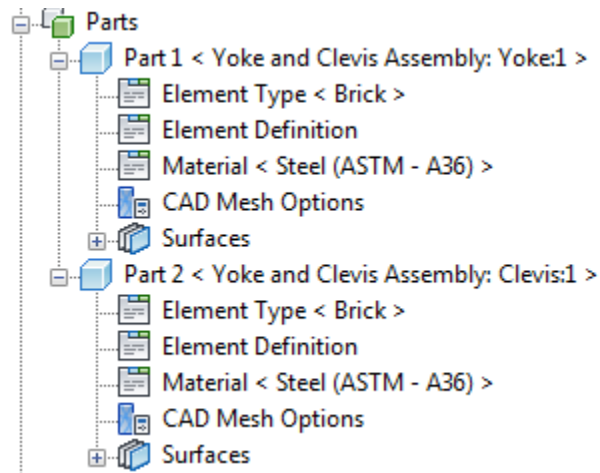 Parts
Part 1 < Yoke and Clevis Assembly: Yoke:1 >
Element Type < Brick >
Element Definition
Material < Steel (ASTM - A36) >
CAD Mesh Options
Surfaces
Part 2 < Yoke and Clevis Assembly: Clevis:1 >
Element Type < Brick >
Element Definition
Material < Steel (ASTM - A36) >
CAD Mesh Options
Surfaces